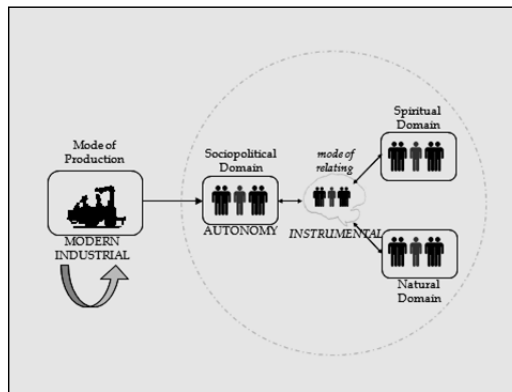 Mode of
Production
MODERN
INDUSTRIAL
Sociopolitical
Domain
AUTONOMY
mode of
relating
INSTRUMENTAL
Spiritual
Domain
Natural
Domain